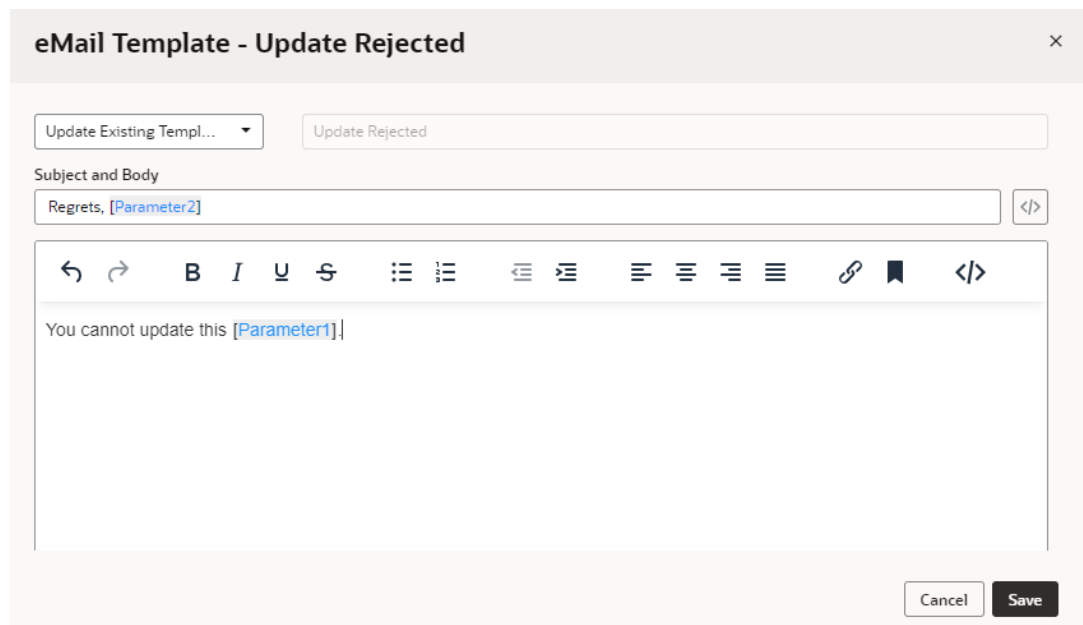 eMail Template - Update Rejected
Update Existing Templ...
Update Rejected
Subject and Body
Regrets, [Parameter2]
</>
B I U S
</>
You cannot update this [Parameter1].
Cancel
Save